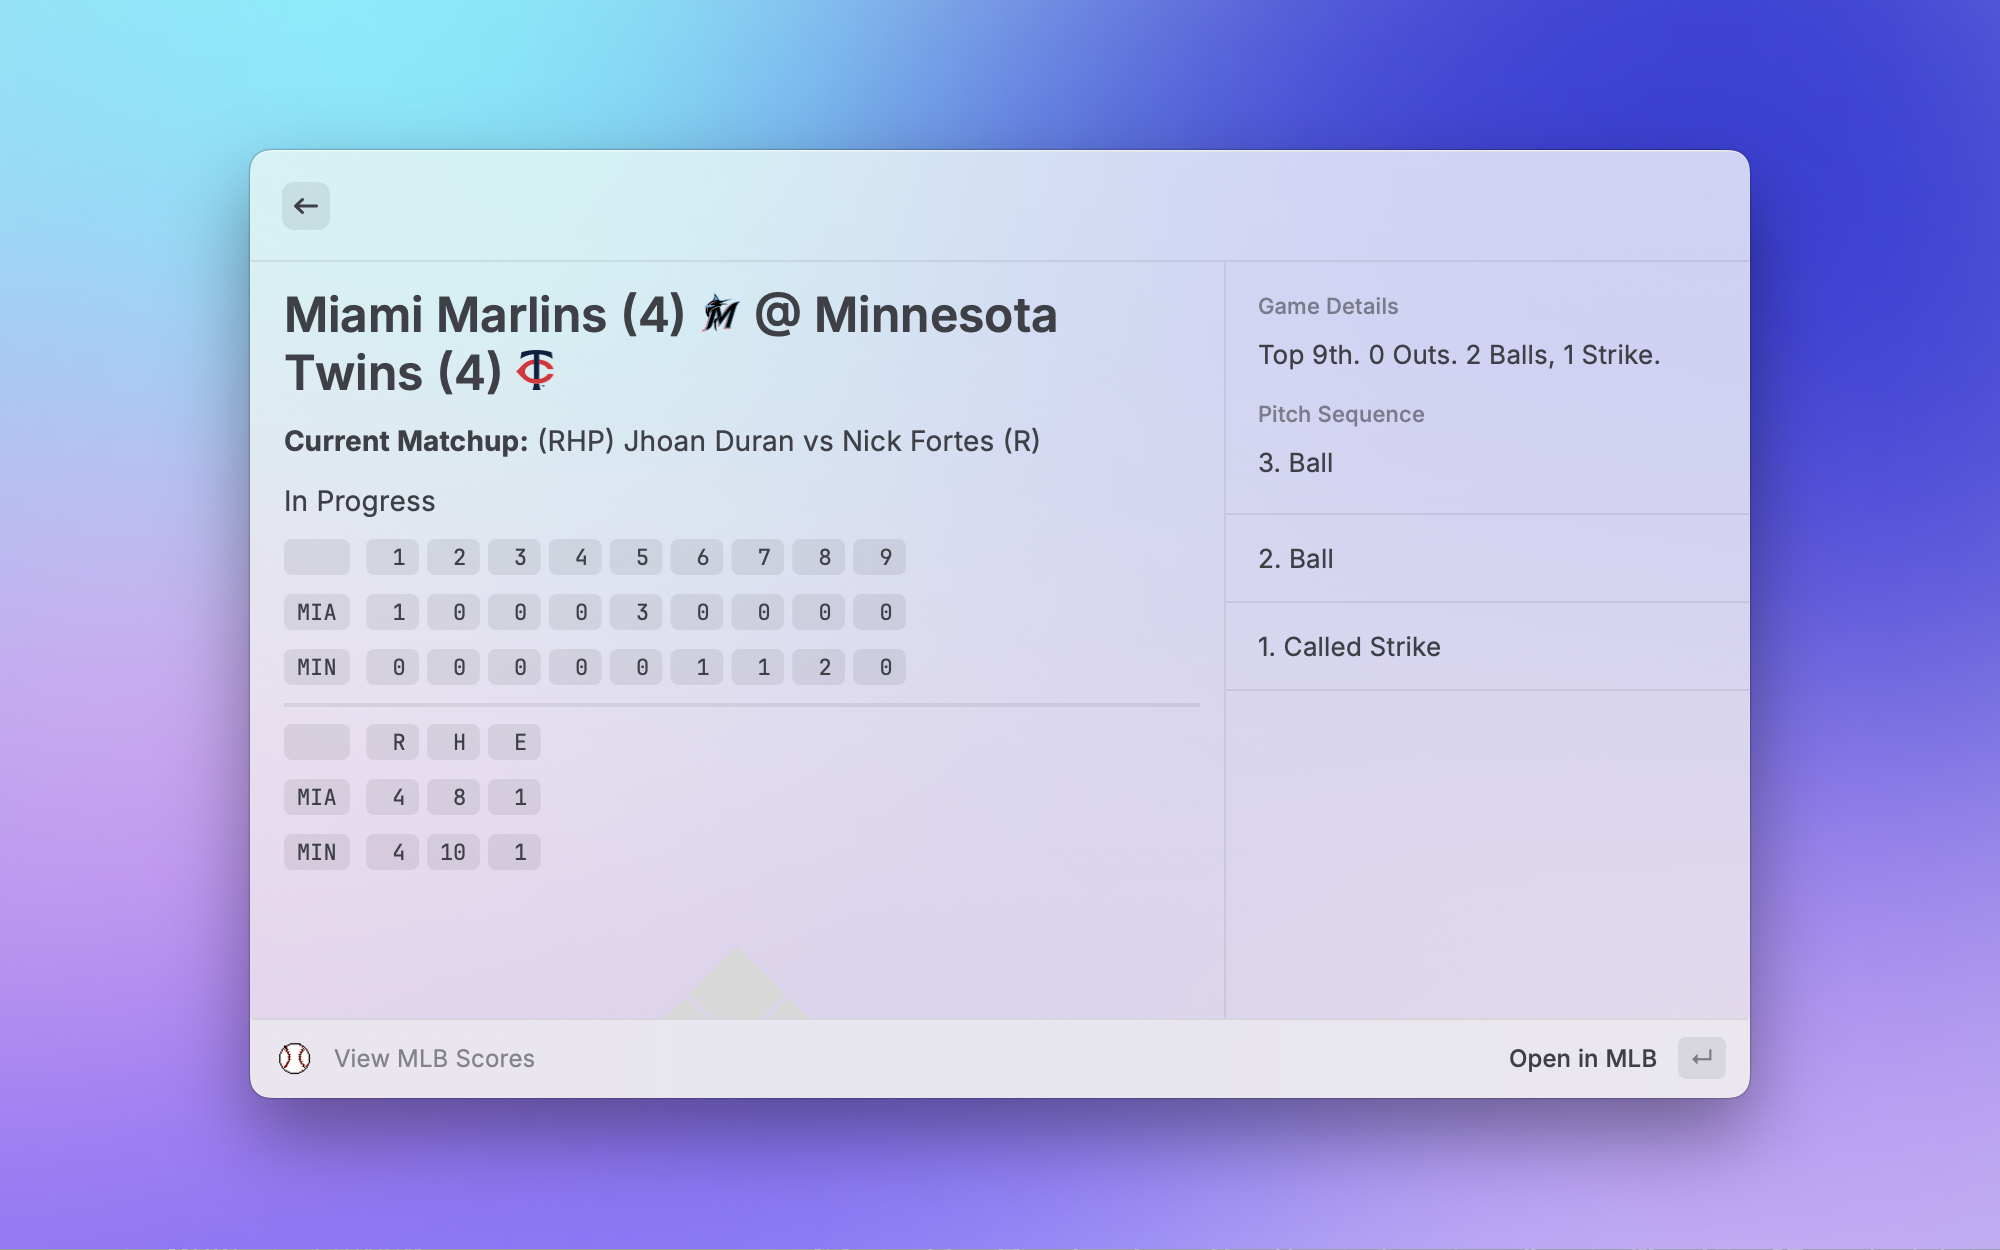 Miami Marlins (4) @ Minnesota
Twins (4)
Current Matchup: (RHP) Jhoan Duran vs Nick Fortes (R)
In Progress
1 2 3 4 5 6 7 8 9
MIA 1 0 0 0 3 0 0 0 0
MIN 0 0 0 0 0 1 1 2 0
R H E
MIA 4 8 1
MIN 4 10 1
Game Details
Top 9th. 0 Outs. 2 Balls, 1 Strike.
Pitch Sequence
3. Ball
2. Ball
1. Called Strike
View MLB Scores
Open in MLB